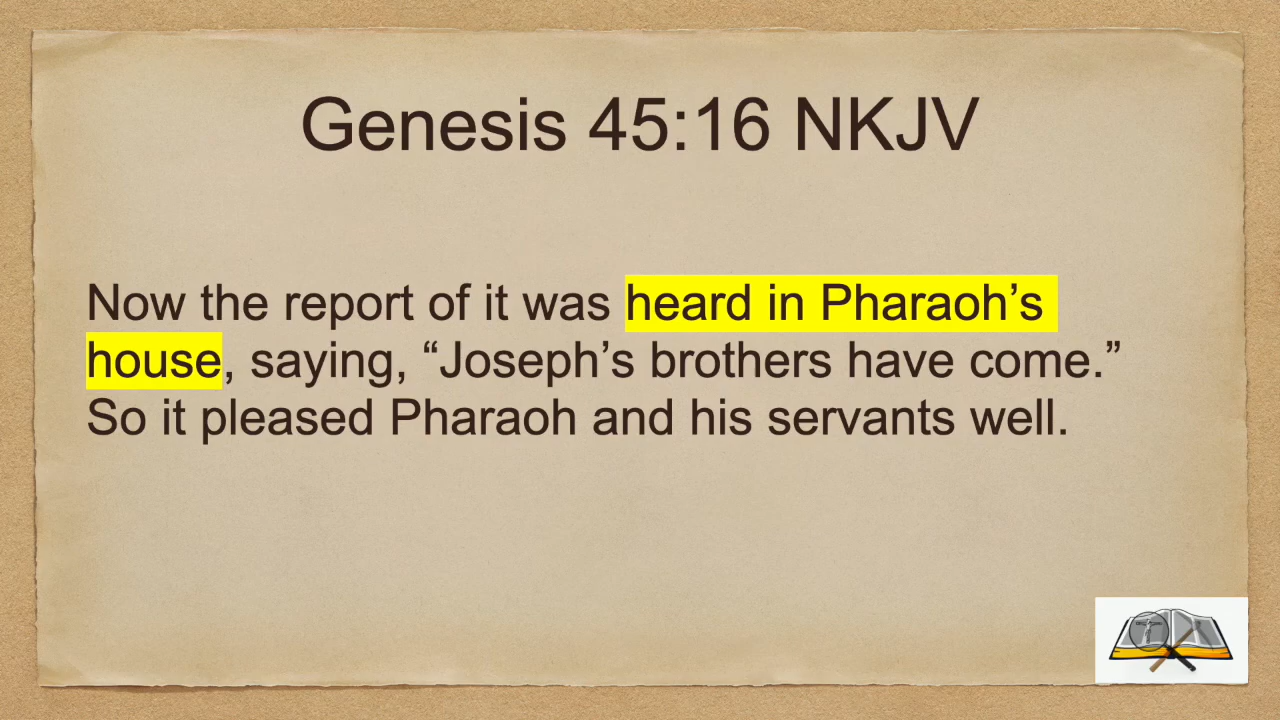 Genesis 45:16 NKJV
Now the report of it was heard in Pharaoh’s
house, saying, “Joseph’s brothers have come.”
So it pleased Pharaoh and his servants well.